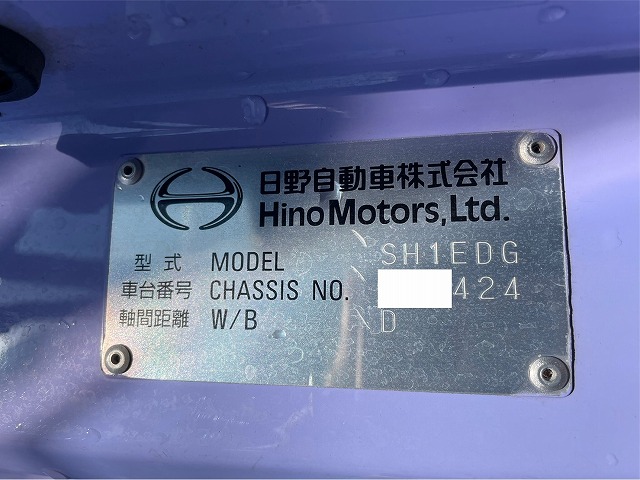 日野自動車株式会社
Hino Motors, Ltd.
型式 MODEL SH1EDG
車台番号 CHASSIS NO. 424
軸間距離 W/B D